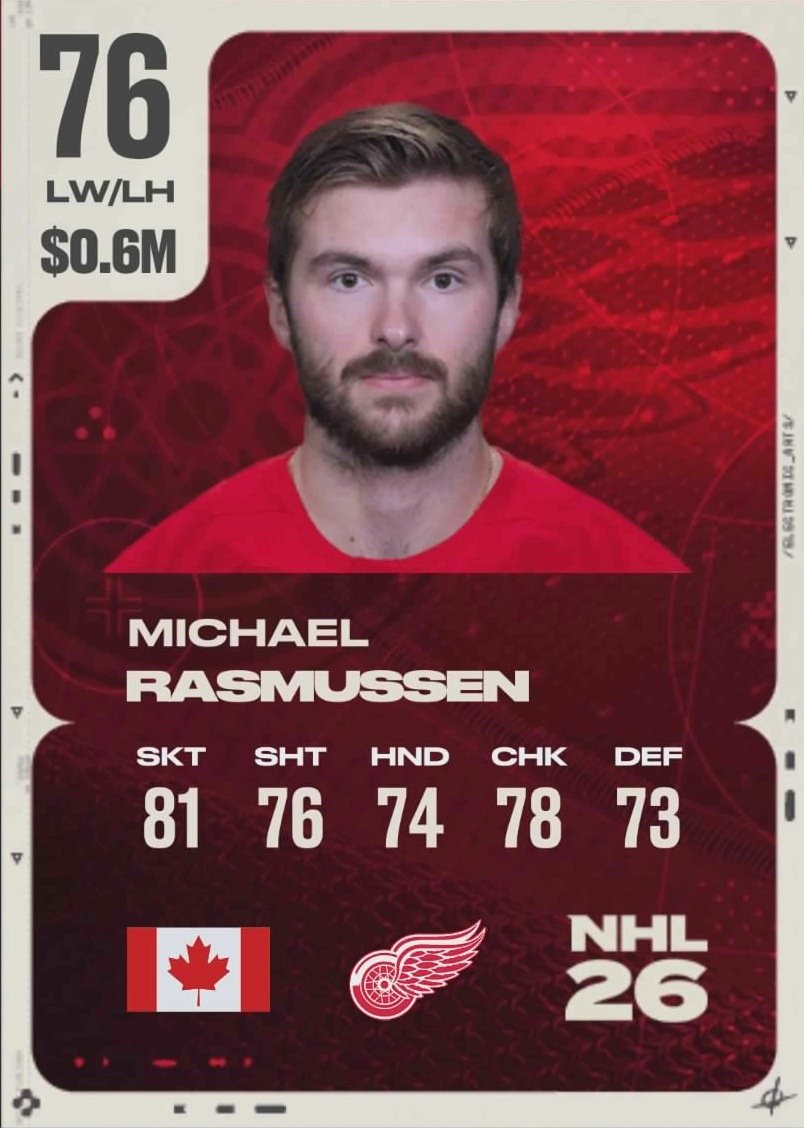 76
LW/LH
$0.6M
MICHAEL
RASMUSSEN
SKT SHT HND CHK DEF
81 76 74 78 73
NHL
26